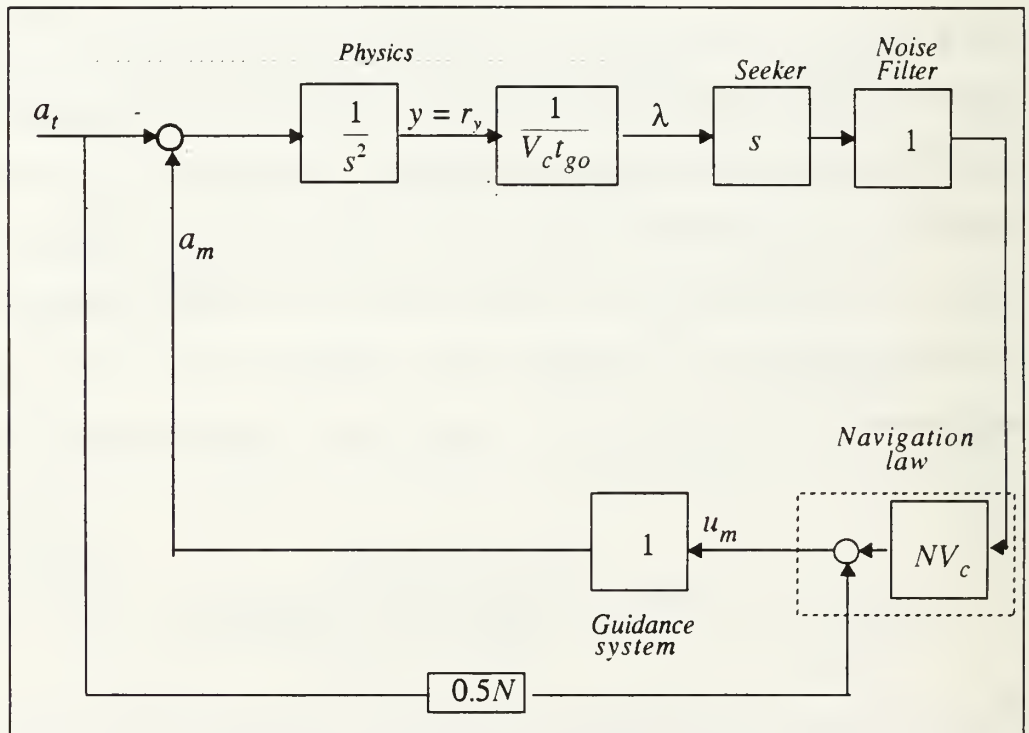 Physics
Seeker
Noise
Filter
a_t
1
s^2
y = r_y
1
V_c t_go
λ
s
1
a_m
Navigation
law
1
u_m
NV_c
Guidance
system
0.5N